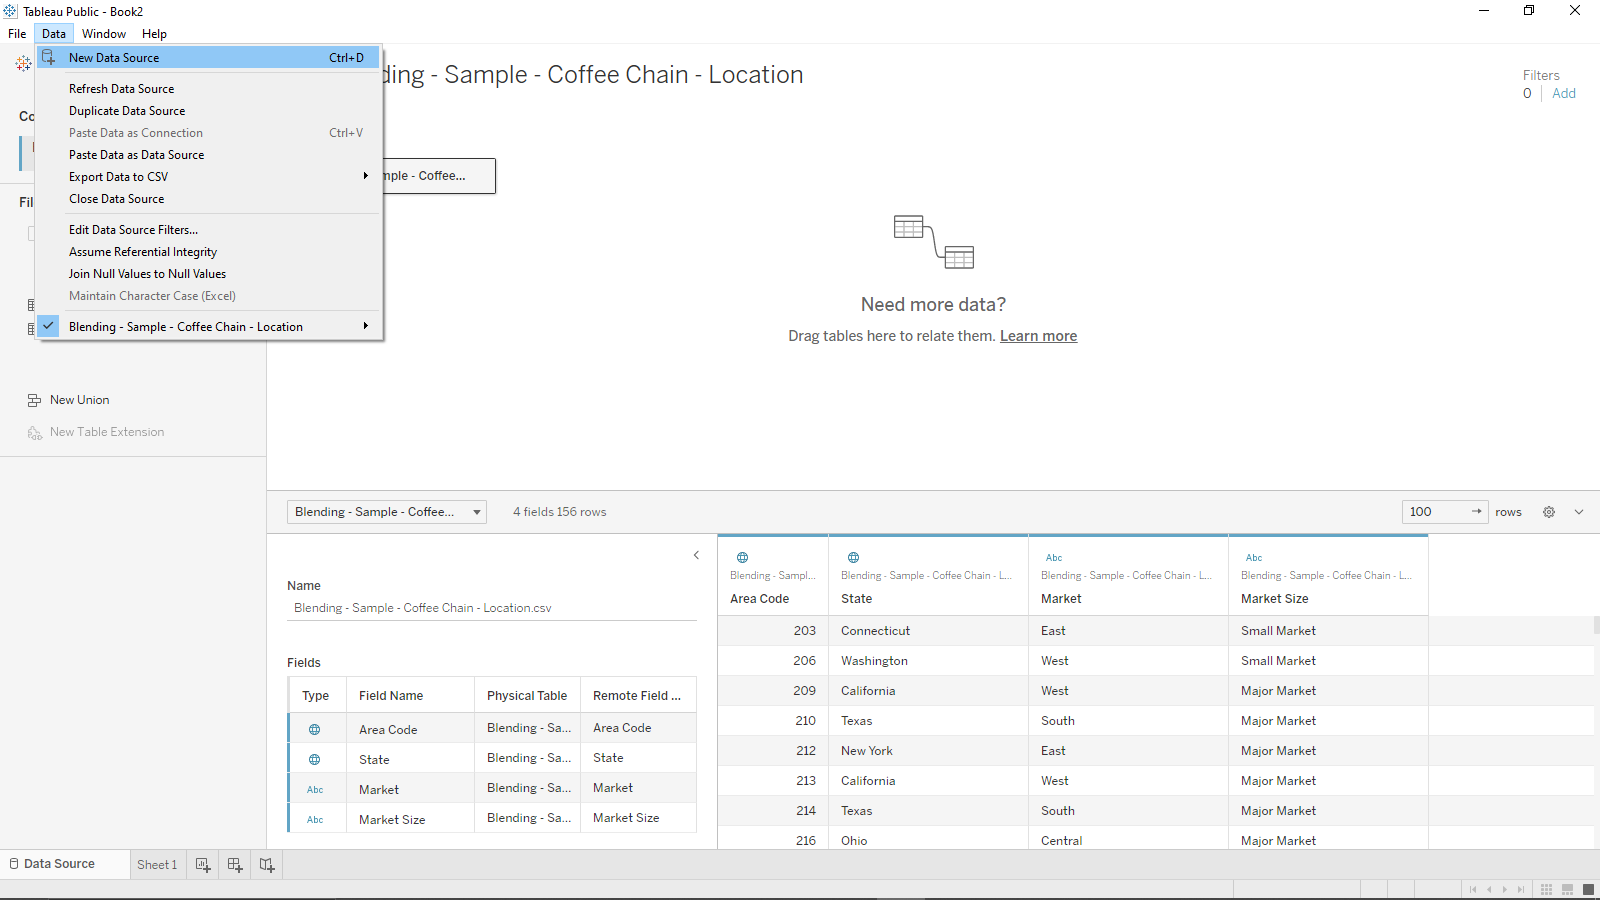 Tableau Public - Book2
File Data Window Help
New Data Source Ctrl+D
Refresh Data Source
Duplicate Data Source
Paste Data as Connection Ctrl+V
Paste Data as Data Source
Export Data to CSV
Close Data Source
Edit Data Source Filters...
Assume Referential Integrity
Join Null Values to Null Values
Maintain Character Case (Excel)
Blending - Sample - Coffee Chain - Location
Co
Fil
New Union
New Table Extension
ding - Sample - Coffee Chain - Location
Filters
0 Add
mple - Coffee...
Need more data?
Drag tables here to relate them. Learn more
Blending - Sample - Coffee... 4 fields 156 rows 100 rows
Name
Blending - Sample - Coffee Chain - Location.csv
Fields
Type Field Name Physical Table Remote Field ...
Area Code Blending - Sa... Area Code
State Blending - Sa... State
Abc Market Blending - Sa... Market
Abc Market Size Blending - Sa... Market Size
Abc Abc
Blending - Sampl... Blending - Sample - Coffee Chain - L... Blending - Sample - Coffee Chain - L... Blending - Sample - Coffee Chain - L...
Area Code State Market Market Size
203 Connecticut East Small Market
206 Washington West Small Market
209 California West Major Market
210 Texas South Major Market
212 New York East Major Market
213 California West Major Market
214 Texas South Major Market
216 Ohio Central Major Market
Data Source Sheet 1